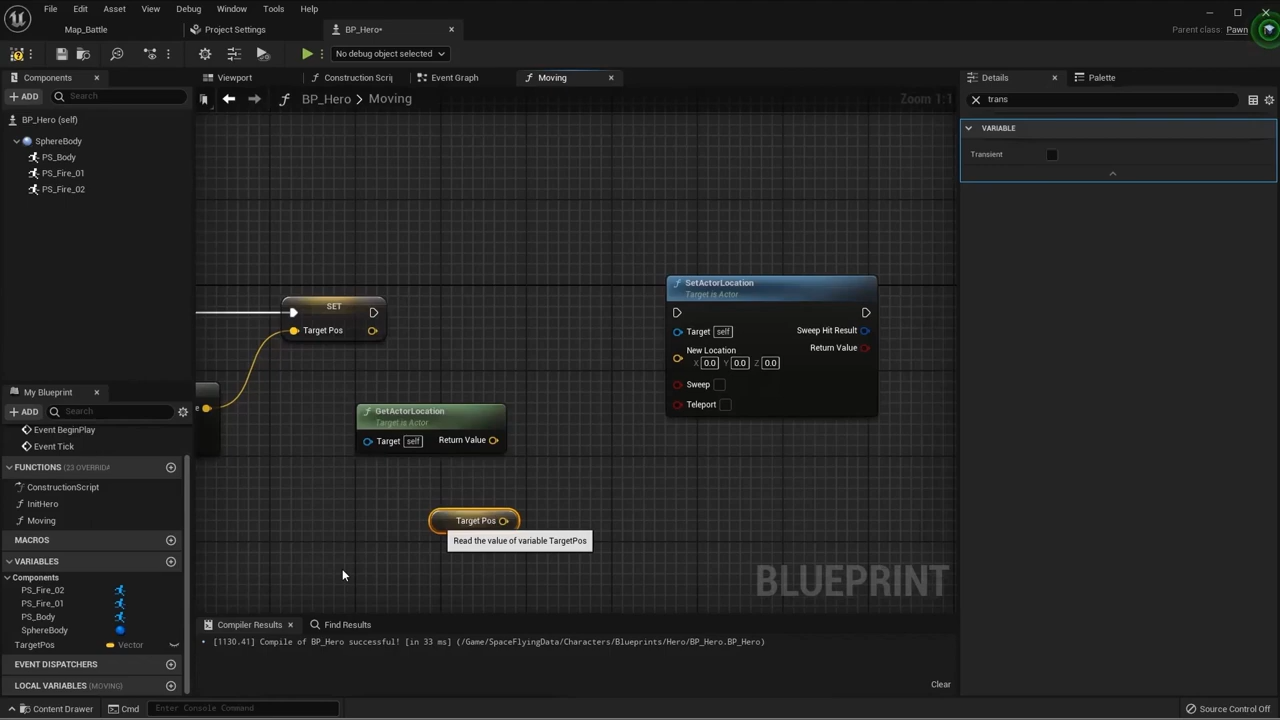 File Edit Asset View Debug Window Tools Help
Map_Battle
Project Settings
BP_Hero•
Parent class: Pawn
No debug object selected
Components
Viewport
Construction Scrip
Event Graph
Moving
Details
Palette
+ ADD
Search
BP_Hero > Moving
Zoom 1:1
trans
BP_Hero (self)
VARIABLE
SphereBody
Transient
PS_Body
PS_Fire_01
PS_Fire_02
SetActorLocation
Target is Actor
SET
Target Pos
Target self
Sweep Hit Result
New Location
Return Value
X 0.0 Y 0.0 Z 0.0
Sweep
Teleport
My Blueprint
+ ADD
Search
GetActorLocation
Target is Actor
Target self
Return Value
Event BeginPlay
Event Tick
FUNCTIONS (23 OVERRIDA
ConstructionScript
InitHero
Moving
Target Pos
Read the value of variable TargetPos
MACROS
VARIABLES
Components
PS_Fire_02
PS_Fire_01
PS_Body
SphereBody
TargetPos
Vector
BLUEPRINT
Compiler Results
Find Results
[1130.41] Compile of BP_Hero successful! [in 33 ms] (/Game/SpaceFlyingData/Characters/Blueprints/Hero/BP_Hero.BP_Hero)
EVENT DISPATCHERS
LOCAL VARIABLES (MOVING)
Clear
Content Drawer
Cmd
Enter Console Command
Source Control Off